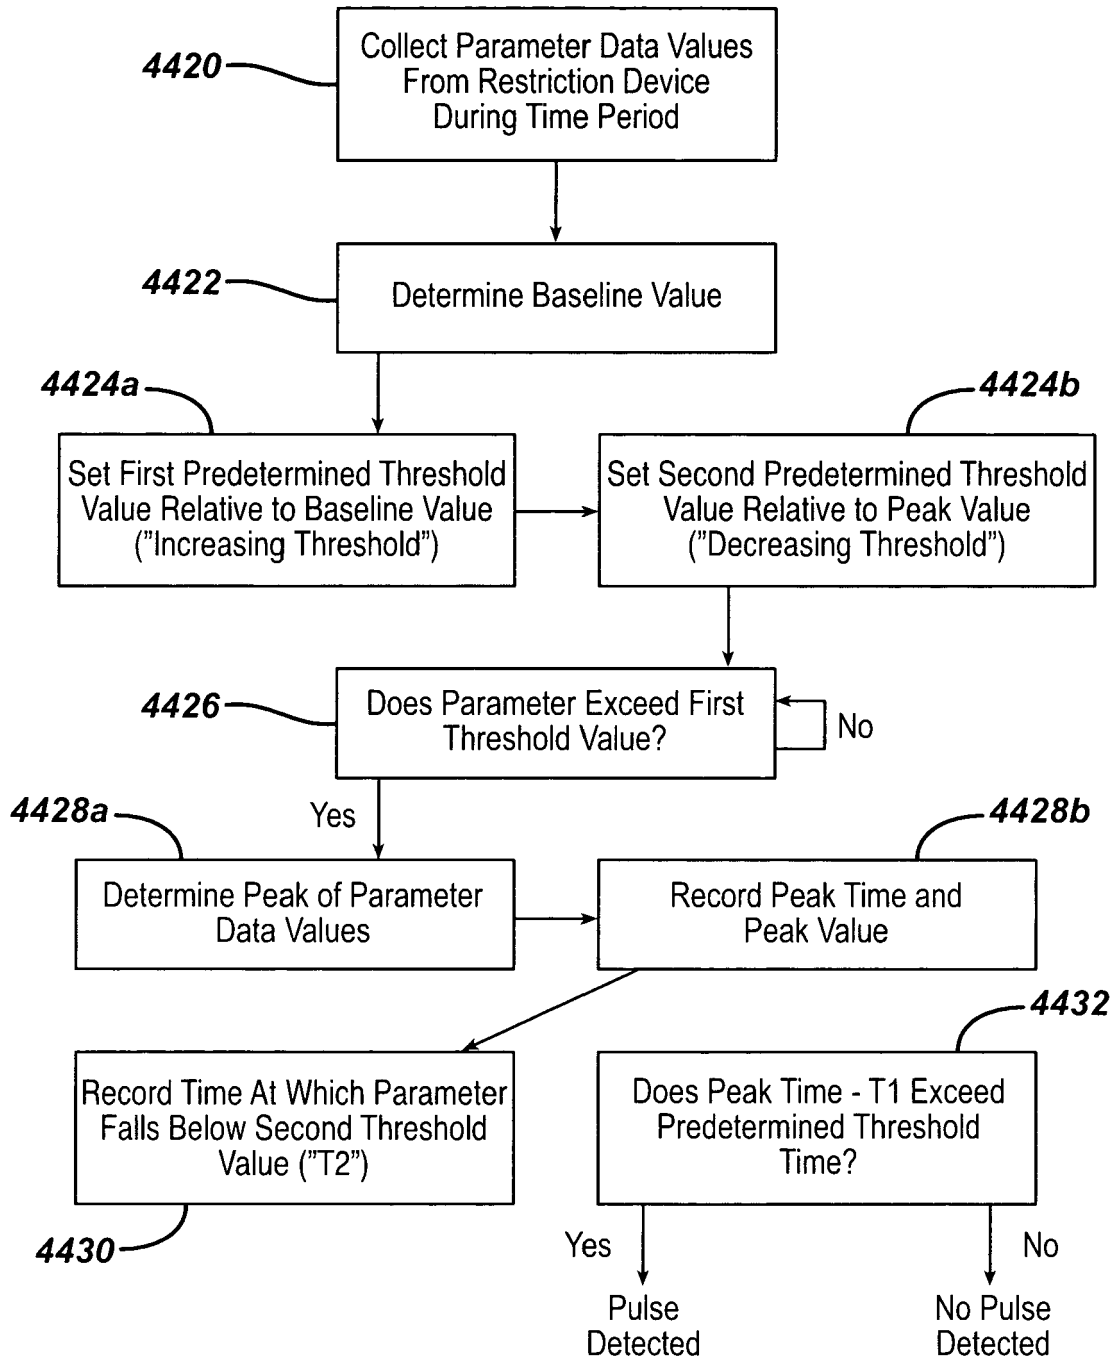 4420
Collect Parameter Data Values
From Restriction Device
During Time Period
4422
Determine Baseline Value
4424a
4424b
Set First Predetermined Threshold
Value Relative to Baseline Value
("Increasing Threshold")
Set Second Predetermined Threshold
Value Relative to Peak Value
("Decreasing Threshold")
4426
Does Parameter Exceed First
Threshold Value?
No
Yes
4428a
4428b
Determine Peak of Parameter
Data Values
Record Peak Time and
Peak Value
4432
Record Time At Which Parameter
Falls Below Second Threshold
Value ("T2")
4430
Does Peak Time - T1 Exceed
Predetermined Threshold
Time?
Yes
No
Pulse
Detected
No Pulse
Detected